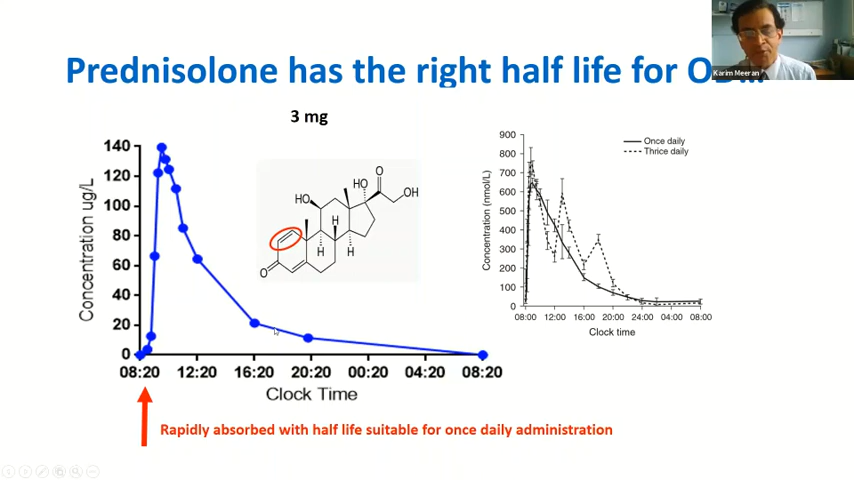 Prednisolone has the right half life for O
Karim Meeran
3 mg
140
120
100
80
60
40
20
0
Concentration ug/L
08:20 12:20 16:20 20:20 00:20 04:20 08:20
Clock Time
HO
HO
O
OH
H
H
H
O
900
800
700
600
500
400
300
200
100
0
Concentration (nmol/L)
Once daily
Thrice daily
08:00 12:00 16:00 20:00 24:00 04:00 08:00
Clock time
Rapidly absorbed with half life suitable for once daily administration